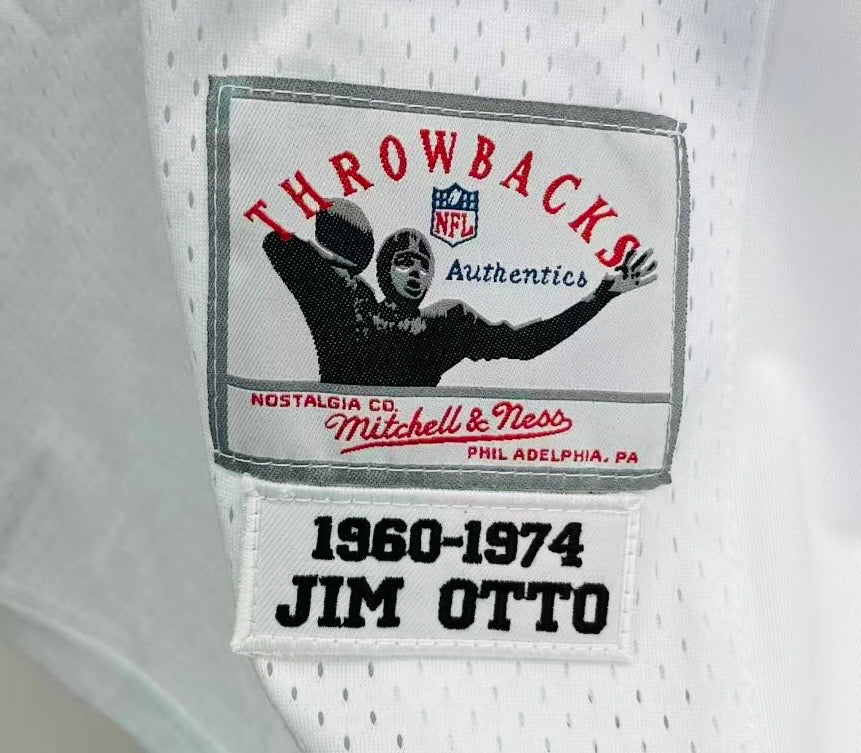 THROWBACKS
NFL
Authentics
NOSTALGIA CO.
Mitchell & Ness
PHILADELPHIA, PA
1960-1974
JIM OTTO